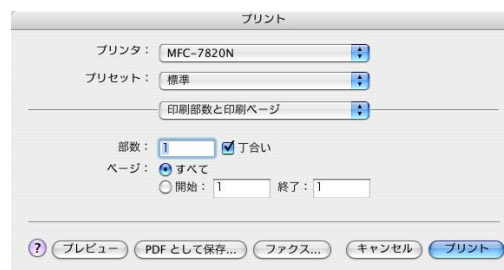 プリント
プリンタ： MFC-7820N
プリセット： 標準
印刷部数と印刷ページ
部数： 1 丁合い
ページ： すべて
開始： 1 終了： 1
? プレビュー PDF として保存... ファクス... キャンセル プリント